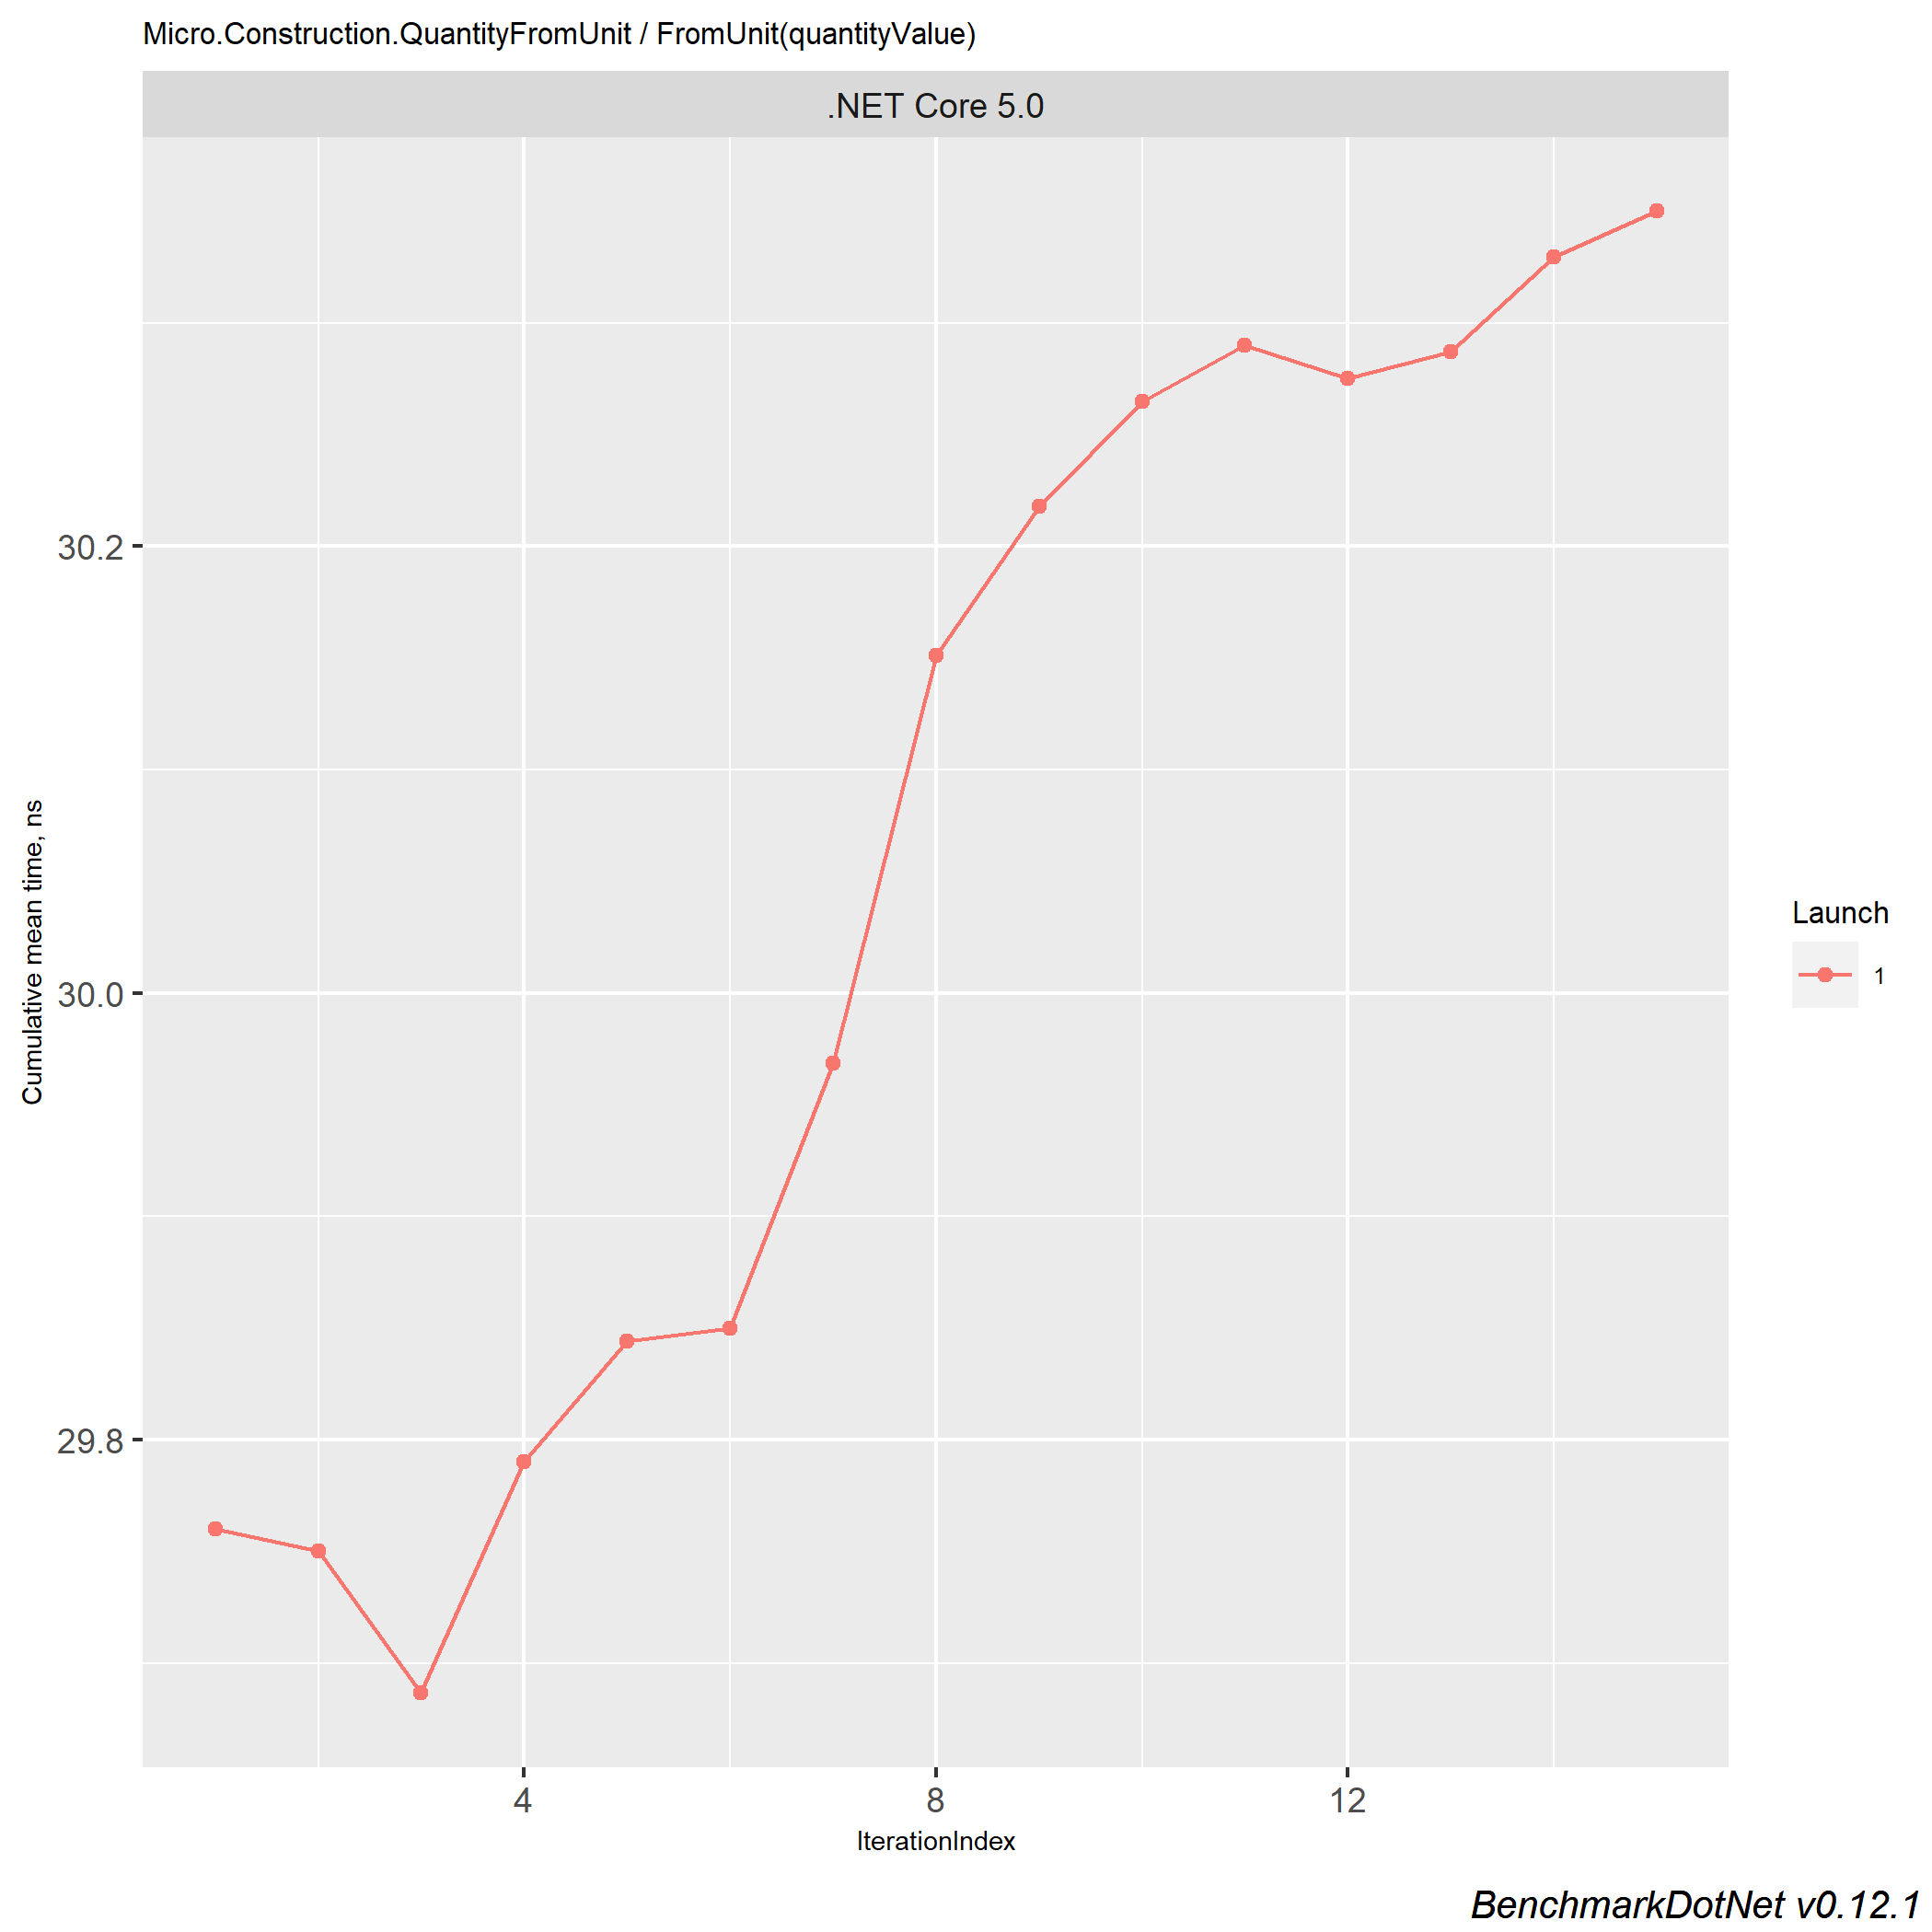 Micro.Construction.QuantityFromUnit / FromUnit(quantityValue)
.NET Core 5.0
30.2
30.0
29.8
Cumulative mean time, ns
4
8
12
IterationIndex
Launch
1
BenchmarkDotNet v0.12.1